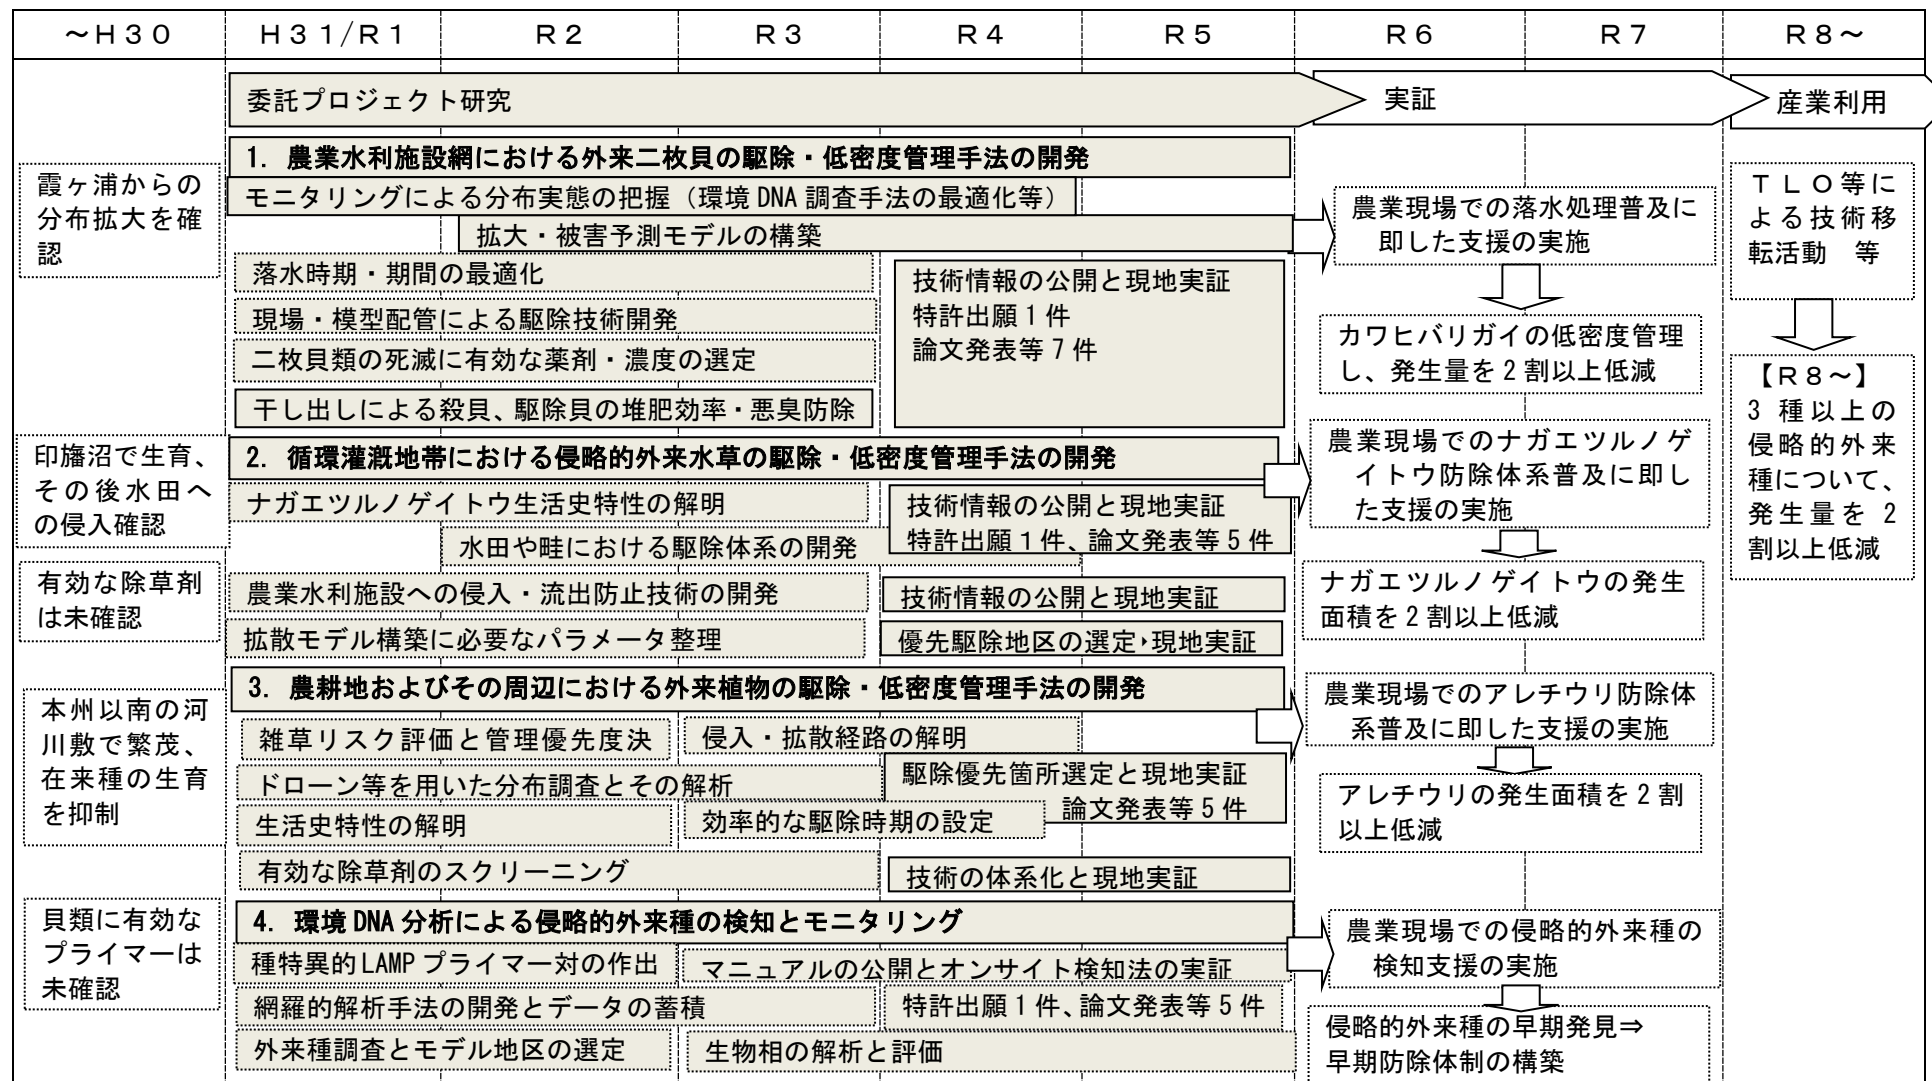 ～Ｈ３０
Ｈ３１/Ｒ１
Ｒ２
Ｒ３
Ｒ４
Ｒ５
Ｒ６
Ｒ７
Ｒ８～
委託プロジェクト研究
実証
産業利用
霞ヶ浦からの
分布拡大を確
認
1. 農業水利施設網における外来二枚貝の駆除・低密度管理手法の開発
モニタリングによる分布実態の把握（環境 DNA 調査手法の最適化等）
拡大・被害予測モデルの構築
落水時期・期間の最適化
現場・模型配管による駆除技術開発
二枚貝類の死滅に有効な薬剤・濃度の選定
干し出しによる殺貝、駆除貝の堆肥効率・悪臭防除
技術情報の公開と現地実証
特許出願 1 件
論文発表等 7 件
農業現場での落水処理普及に
即した支援の実施
カワヒバリガイの低密度管理
し、発生量を 2 割以上低減
ＴＬＯ等に
よる技術移
転活動　等
【Ｒ８～】
3 種以上の
侵略的外来
種について、
発生量を 2
割以上低減
印旛沼で生育、
その後水田へ
の侵入確認
有効な除草剤
は未確認
2. 循環灌漑地帯における侵略的外来水草の駆除・低密度管理手法の開発
ナガエツルノゲイトウ生活史特性の解明
水田や畦における駆除体系の開発
技術情報の公開と現地実証
特許出願 1 件、論文発表等 5 件
農業水利施設への侵入・流出防止技術の開発
技術情報の公開と現地実証
拡散モデル構築に必要なパラメータ整理
優先駆除地区の選定・現地実証
農業現場でのナガエツルノゲ
イトウ防除体系普及に即し
た支援の実施
ナガエツルノゲイトウの発生
面積を 2 割以上低減
本州以南の河
川敷で繁茂、
在来種の生育
を抑制
3. 農耕地およびその周辺における外来植物の駆除・低密度管理手法の開発
雑草リスク評価と管理優先度決
侵入・拡散経路の解明
ドローン等を用いた分布調査とその解析
駆除優先箇所選定と現地実証
論文発表等 5 件
生活史特性の解明
効率的な駆除時期の設定
有効な除草剤のスクリーニング
技術の体系化と現地実証
農業現場でのアレチウリ防除体
系普及に即した支援の実施
アレチウリの発生面積を 2 割
以上低減
貝類に有効な
プライマーは
未確認
4. 環境 DNA 分析による侵略的外来種の検知とモニタリング
種特異的 LAMP プライマー対の作出
マニュアルの公開とオンサイト検知法の実証
網羅的解析手法の開発とデータの蓄積
特許出願 1 件、論文発表等 5 件
外来種調査とモデル地区の選定
生物相の解析と評価
農業現場での侵略的外来種の
検知支援の実施
侵略的外来種の早期発見⇒
早期防除体制の構築